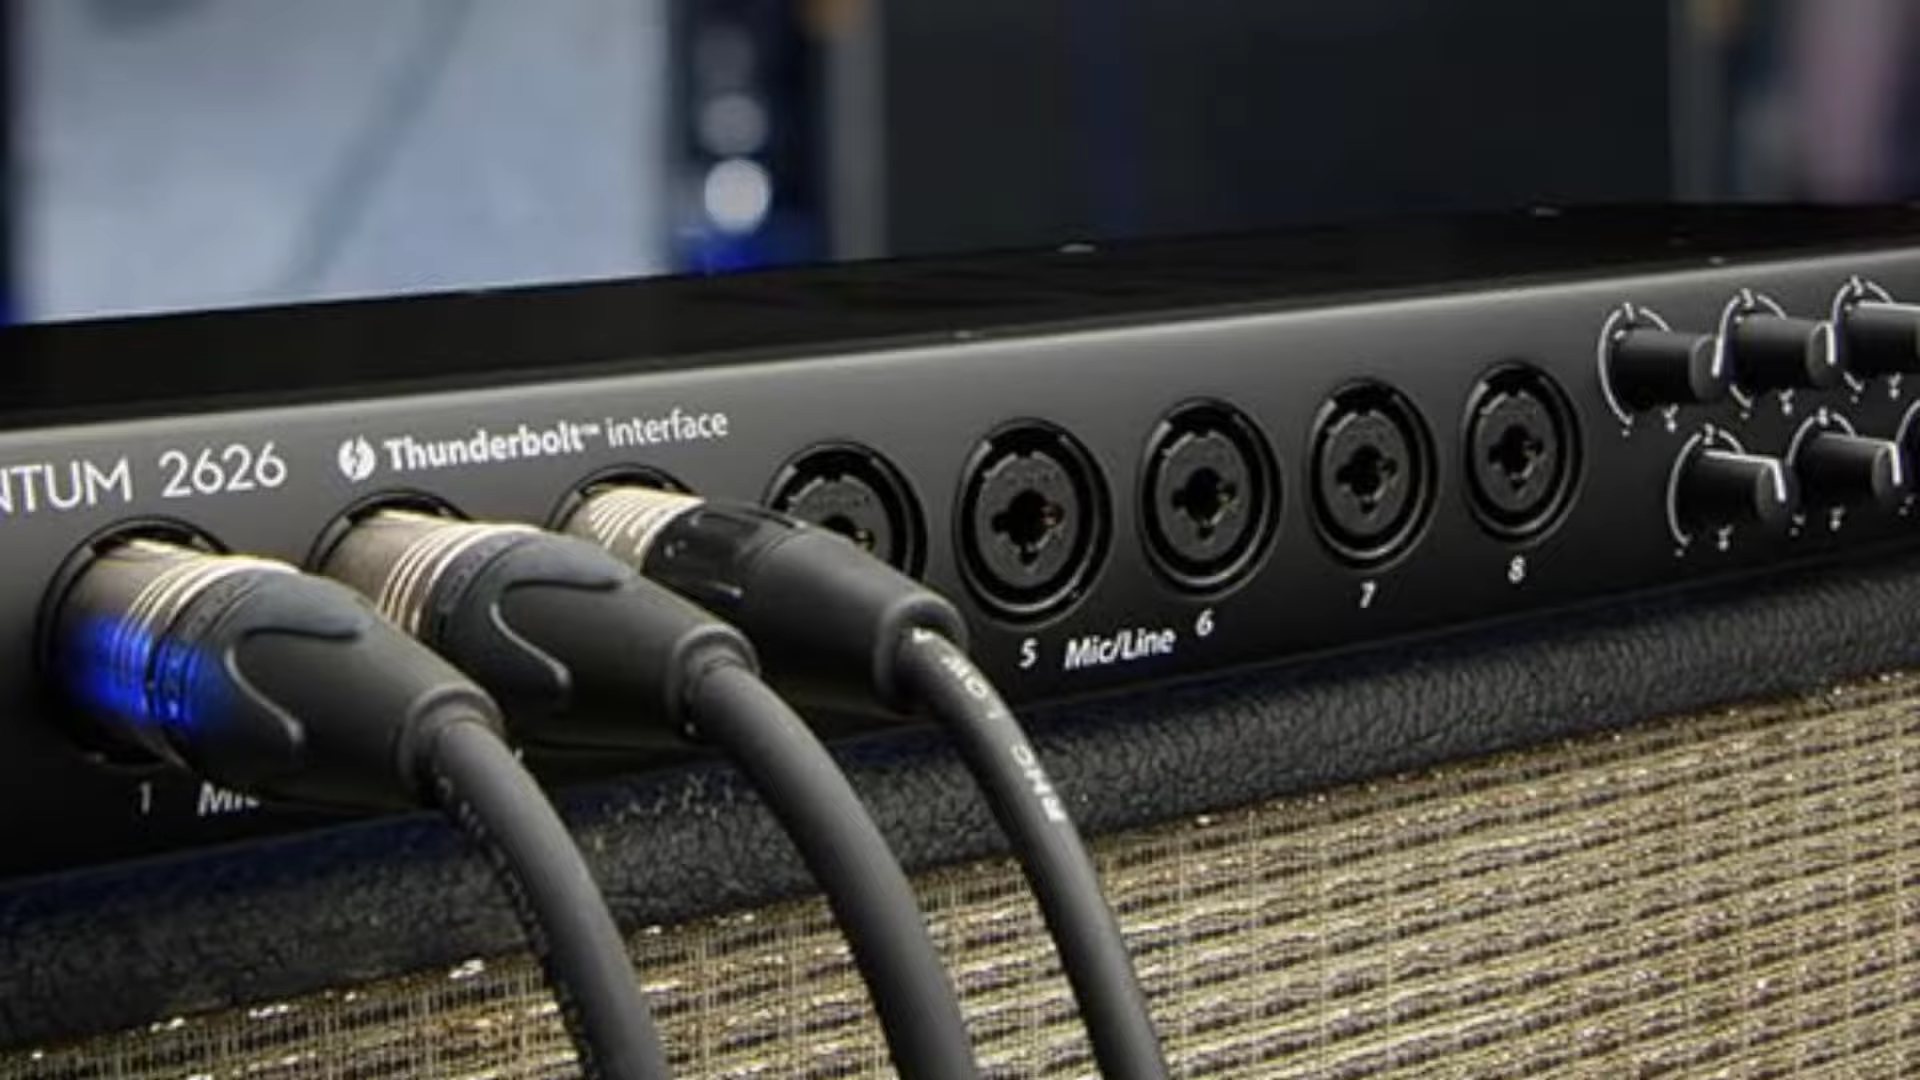 NTUM 2626
Thunderbolt™ interface
1
5 Mic/Line 6
7
8